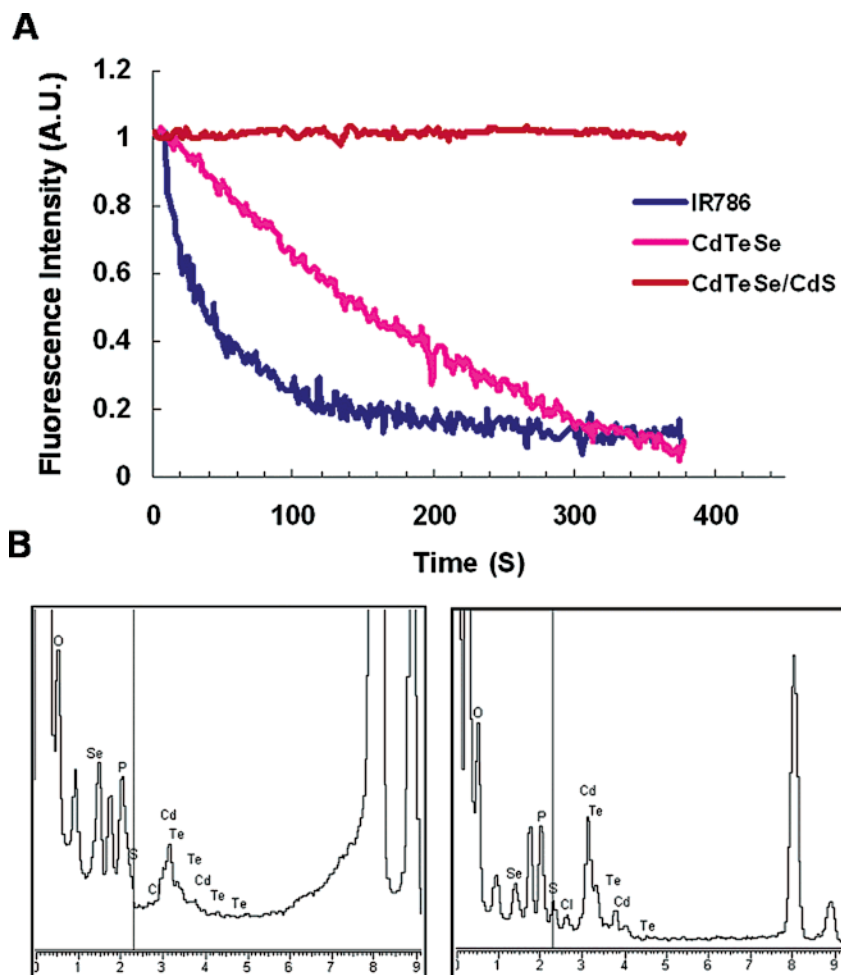 A
Fluorescence Intensity (A.U.)
1.2
1
0.8
0.6
0.4
0.2
0
0 100 200 300 400
Time (S)
IR786
CdTeSe
CdTeSe/CdS
B
O
Se
P
S
Cl
Cd
Te
Te
Cd
Te
Te
0 1 2 3 4 5 6 7 8 9
O
Se
P
S
Cl
Cd
Te
Te
Cd
Te
0 1 2 3 4 5 6 7 8 9